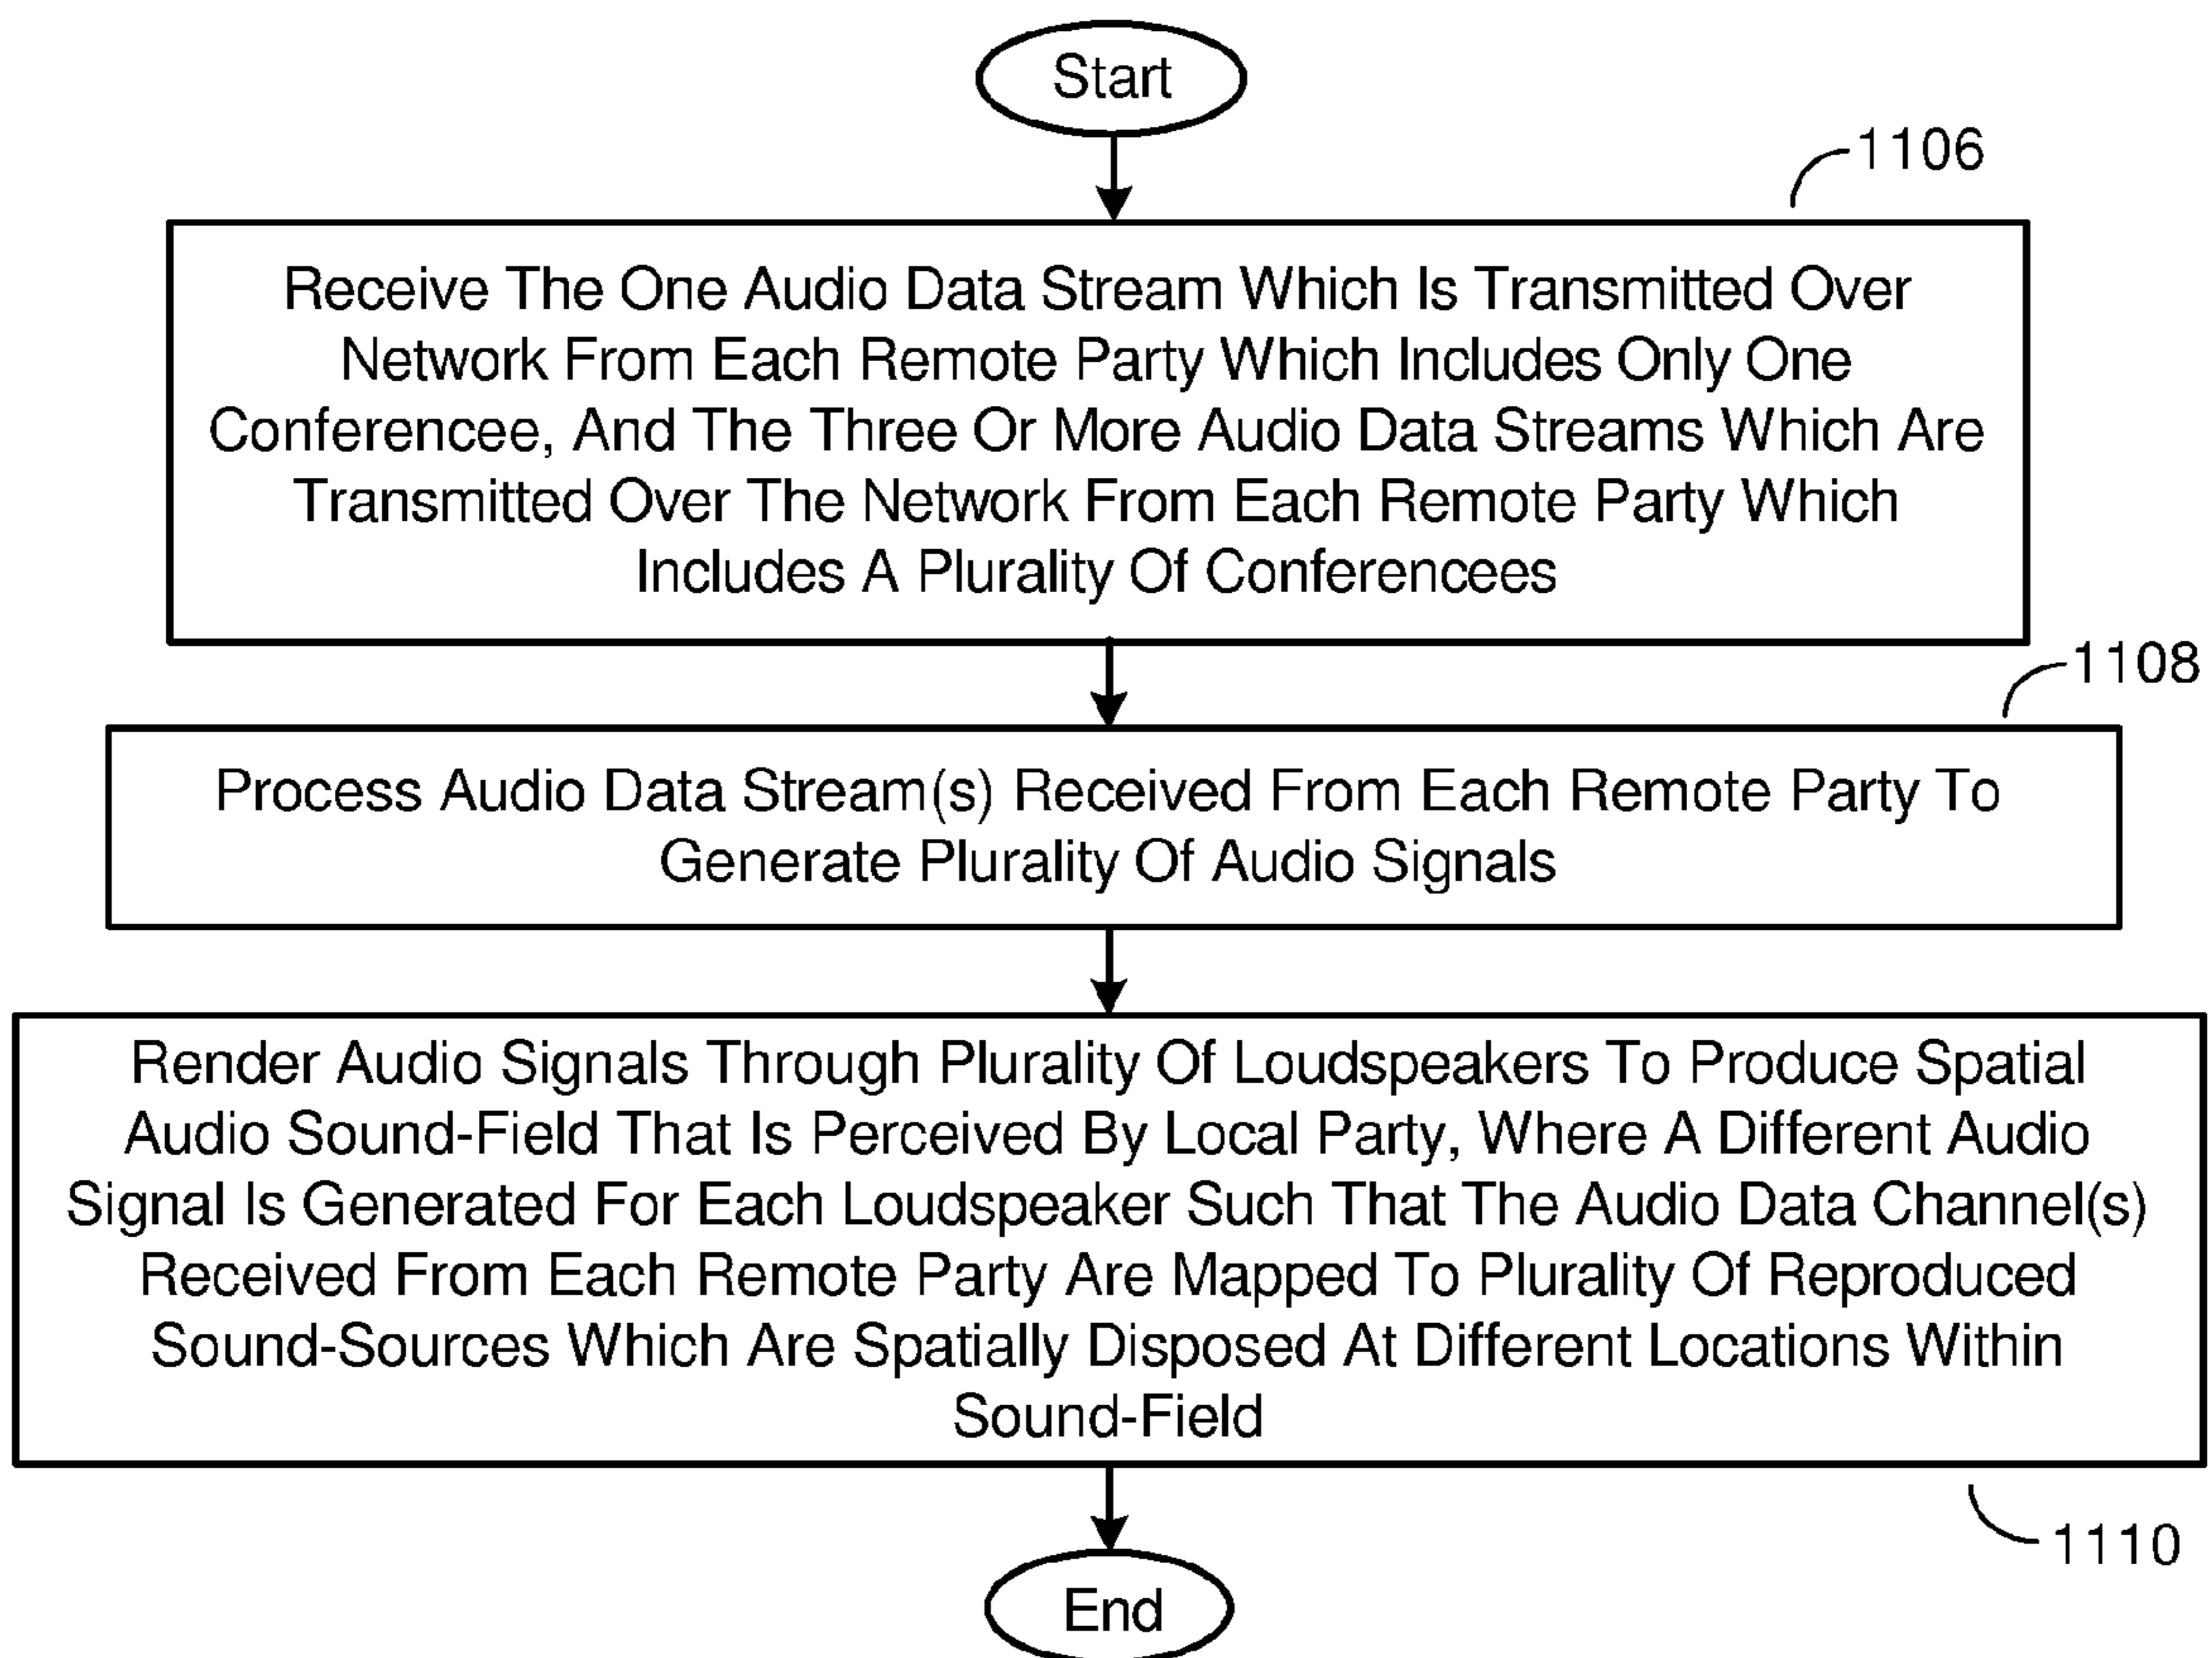 Start
1106
Receive The One Audio Data Stream Which Is Transmitted Over
Network From Each Remote Party Which Includes Only One
Conferencee, And The Three Or More Audio Data Streams Which Are
Transmitted Over The Network From Each Remote Party Which
Includes A Plurality Of Conferencees
1108
Process Audio Data Stream(s) Received From Each Remote Party To
Generate Plurality Of Audio Signals
Render Audio Signals Through Plurality Of Loudspeakers To Produce Spatial
Audio Sound-Field That Is Perceived By Local Party, Where A Different Audio
Signal Is Generated For Each Loudspeaker Such That The Audio Data Channel(s)
Received From Each Remote Party Are Mapped To Plurality Of Reproduced
Sound-Sources Which Are Spatially Disposed At Different Locations Within
Sound-Field
1110
End